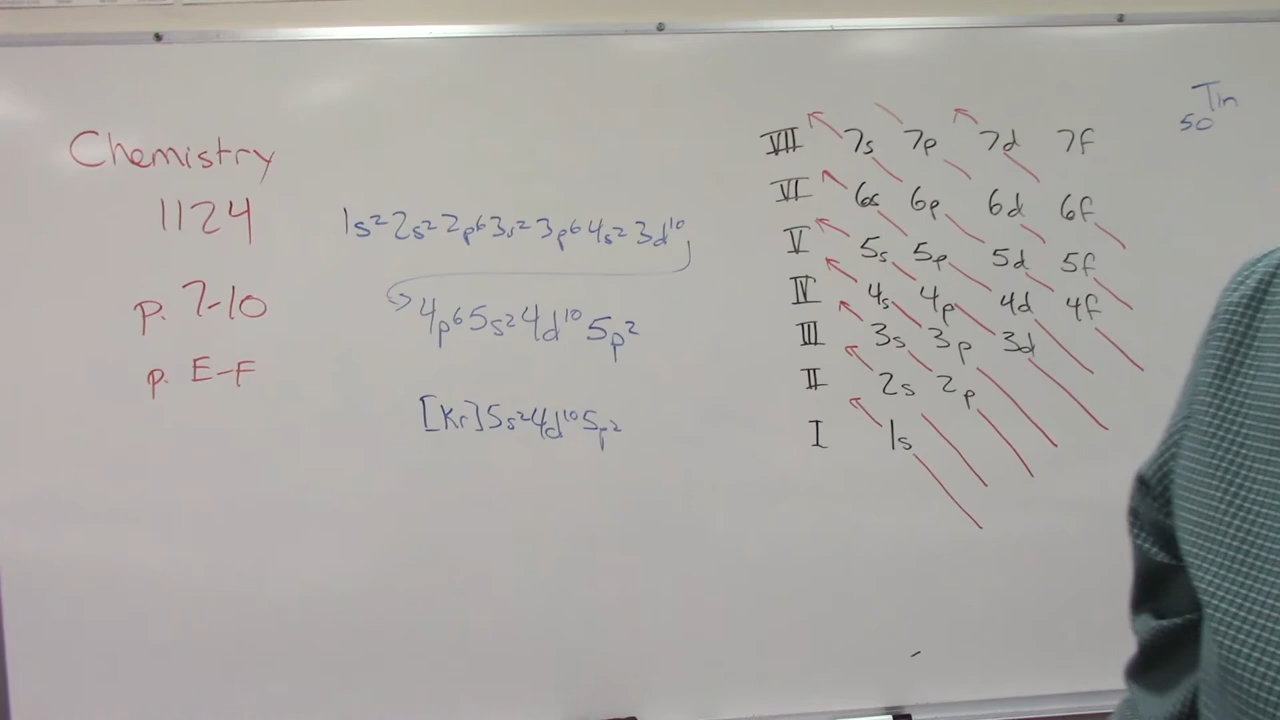 Chemistry
1124
p. 7-10
p. E-F
1s²2s²2p⁶3s²3p⁶4s²3d¹⁰
4p⁶5s²4d¹⁰5p²
[Kr]5s²4d¹⁰5p²
VII 7s 7p 7d 7f
VI 6s 6p 6d 6f
V 5s 5p 5d 5f
IV 4s 4p 4d 4f
III 3s 3p 3d
II 2s 2p
I 1s
Tin
50